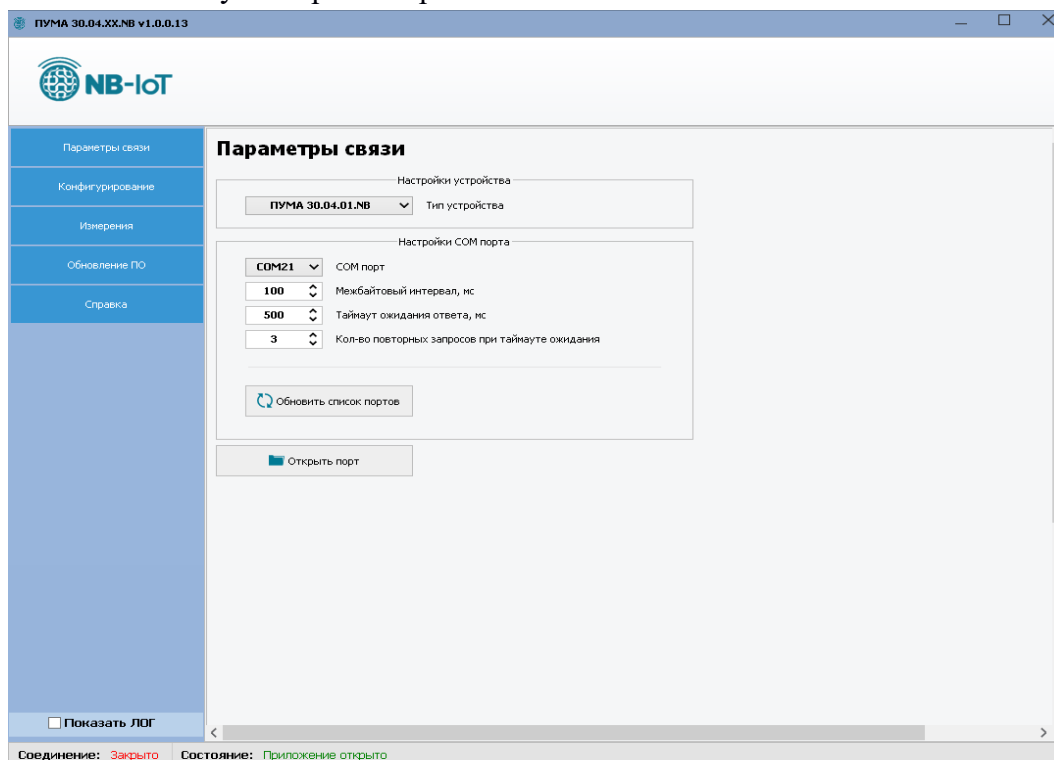 ПУМА 30.04.XX.NB v1.0.0.13
NB-IoT
Параметры связи
Конфигурирование
Измерения
Обновление ПО
Справка
Параметры связи
Настройки устройства
ПУМА 30.04.01.NB Тип устройства
Настройки COM порта
COM21 COM порт
100 Межбайтовый интервал, мс
500 Таймаут ожидания ответа, мс
3 Кол-во повторных запросов при таймауте ожидания
Обновить список портов
Открыть порт
Показать ЛОГ
Соединение: Закрыто Состояние: Приложение открыто